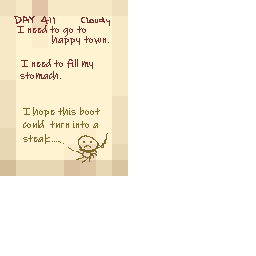 DAY 411 Cloudy
I need to go to
happy town.
I need to fill my
stomach.
I hope this boot
could turn into a
steak.....